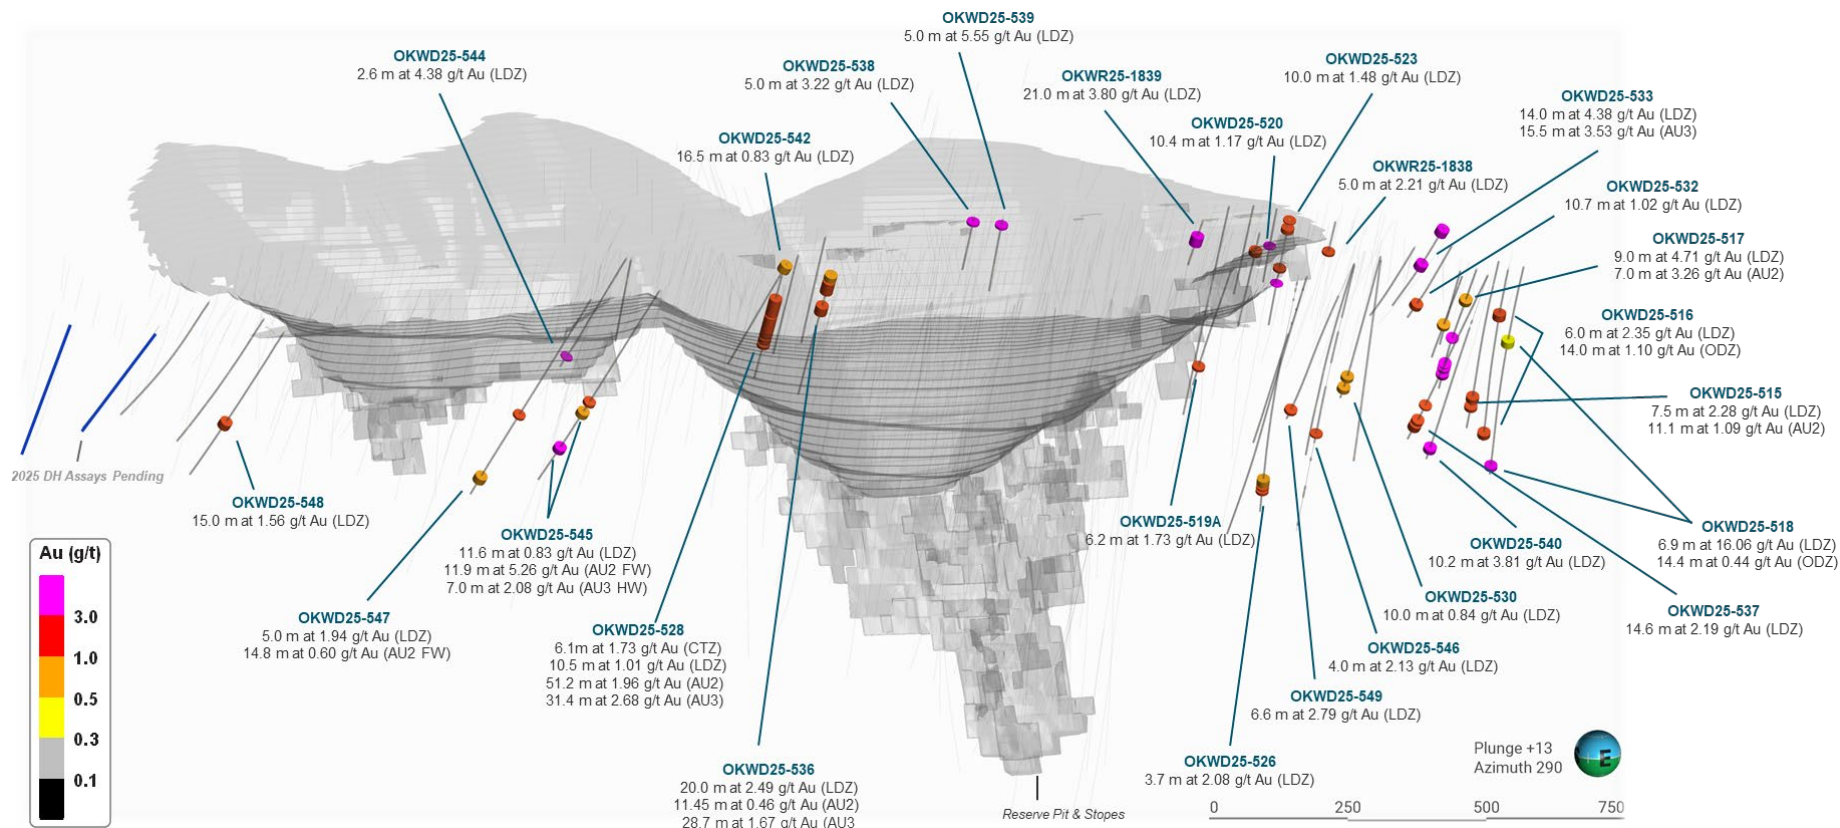 OKWD25-539
5.0 m at 5.55 g/t Au (LDZ)
OKWD25-544
2.6 m at 4.38 g/t Au (LDZ)
OKWD25-538
5.0 m at 3.22 g/t Au (LDZ)
OKWR25-1839
21.0 m at 3.80 g/t Au (LDZ)
OKWD25-523
10.0 m at 1.48 g/t Au (LDZ)
OKWD25-533
14.0 m at 4.38 g/t Au (LDZ)
15.5 m at 3.53 g/t Au (AU3)
OKWD25-542
16.5 m at 0.83 g/t Au (LDZ)
OKWD25-520
10.4 m at 1.17 g/t Au (LDZ)
OKWR25-1838
5.0 m at 2.21 g/t Au (LDZ)
OKWD25-532
10.7 m at 1.02 g/t Au (LDZ)
OKWD25-517
9.0 m at 4.71 g/t Au (LDZ)
7.0 m at 3.26 g/t Au (AU2)
OKWD25-516
6.0 m at 2.35 g/t Au (LDZ)
14.0 m at 1.10 g/t Au (ODZ)
OKWD25-515
7.5 m at 2.28 g/t Au (LDZ)
11.1 m at 1.09 g/t Au (AU2)
2025 DH Assays Pending
OKWD25-548
15.0 m at 1.56 g/t Au (LDZ)
OKWD25-545
11.6 m at 0.83 g/t Au (LDZ)
11.9 m at 5.26 g/t Au (AU2 FW)
7.0 m at 2.08 g/t Au (AU3 HW)
OKWD25-519A
6.2 m at 1.73 g/t Au (LDZ)
OKWD25-540
10.2 m at 3.81 g/t Au (LDZ)
OKWD25-518
6.9 m at 16.06 g/t Au (LDZ)
14.4 m at 0.44 g/t Au (ODZ)
OKWD25-547
5.0 m at 1.94 g/t Au (LDZ)
14.8 m at 0.60 g/t Au (AU2 FW)
OKWD25-528
6.1m at 1.73 g/t Au (CTZ)
10.5 m at 1.01 g/t Au (LDZ)
51.2 m at 1.96 g/t Au (AU2)
31.4 m at 2.68 g/t Au (AU3)
OKWD25-530
10.0 m at 0.84 g/t Au (LDZ)
OKWD25-537
14.6 m at 2.19 g/t Au (LDZ)
OKWD25-546
4.0 m at 2.13 g/t Au (LDZ)
OKWD25-549
6.6 m at 2.79 g/t Au (LDZ)
OKWD25-526
3.7 m at 2.08 g/t Au (LDZ)
OKWD25-536
20.0 m at 2.49 g/t Au (LDZ)
11.45 m at 0.46 g/t Au (AU2)
28.7 m at 1.67 g/t Au (AU3
Reserve Pit & Stopes
Au (g/t)
3.0
1.0
0.5
0.3
0.1
Plunge +13
Azimuth 290
E
0 250 500 750